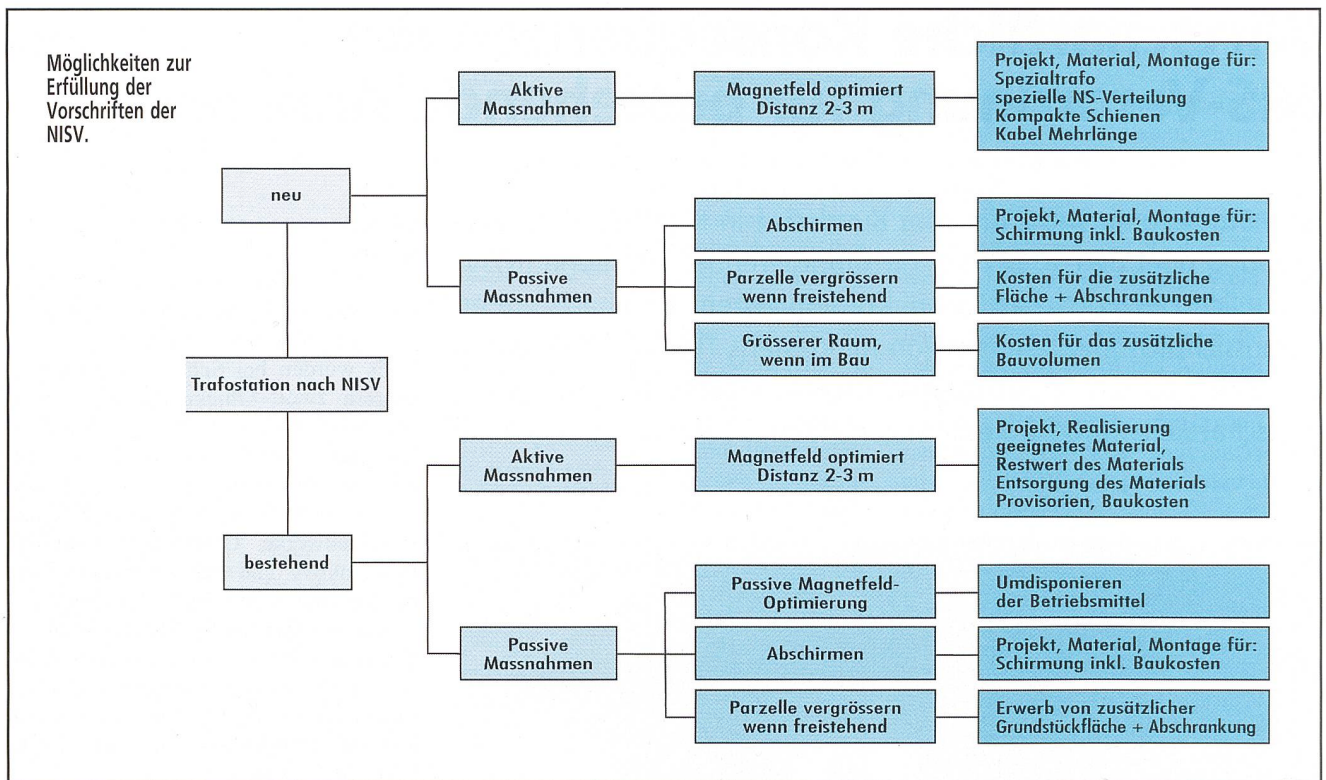 Möglichkeiten zur
Erfüllung der
Vorschriften der
NISV.
Aktive
Massnahmen
Magnetfeld optimiert
Distanz 2-3 m
Projekt, Material, Montage für:
Spezialtrafo
spezielle NS-Verteilung
Kompakte Schienen
Kabel Mehrlänge
neu
Abschirmen
Projekt, Material, Montage für:
Schirmung inkl. Baukosten
Passive
Massnahmen
Parzelle vergrössern
wenn freistehend
Kosten für die zusätzliche
Fläche + Abschrankungen
Grösserer Raum,
wenn im Bau
Kosten für das zusätzliche
Bauvolumen
Trafostation nach NISV
Aktive
Massnahmen
Magnetfeld optimiert
Distanz 2-3 m
Projekt, Realisierung
geeignetes Material,
Restwert des Materials
Entsorgung des Materials
Provisorien, Baukosten
bestehend
Passive Magnetfeld-
Optimierung
Umdisponieren
der Betriebsmittel
Passive
Massnahmen
Abschirmen
Projekt, Material, Montage für:
Schirmung inkl. Baukosten
Parzelle vergrössern
wenn freistehend
Erwerb von zusätzlicher
Grundstückfläche + Abschrankung